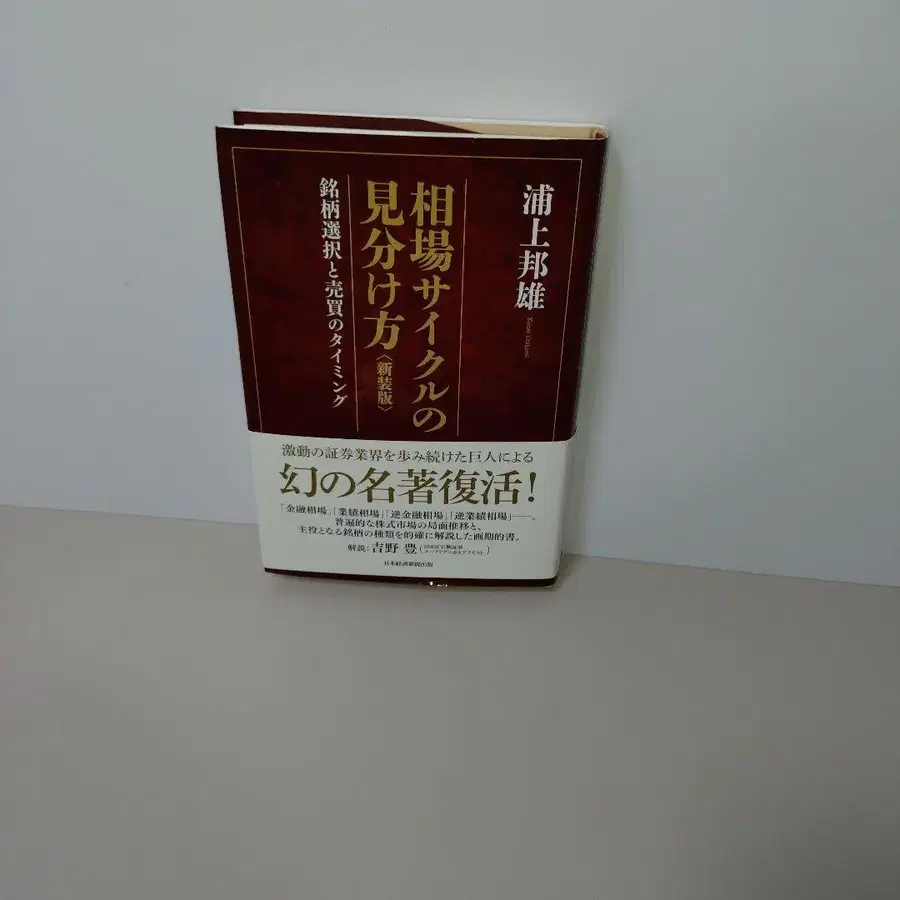 浦上邦雄
相場サイクルの
見分け方〈新装版〉
銘柄選択と売買のタイミング
激動の証券業界を歩み続けた巨人による
幻の名著復活!
「金融相場」「業績相場」「逆金融相場」「逆業績相場」──。
普遍的な株式市場の局面推移と、
主役となる銘柄の種類を的確に解説した画期的書。
解説:吉野 豊
日本経済新聞出版